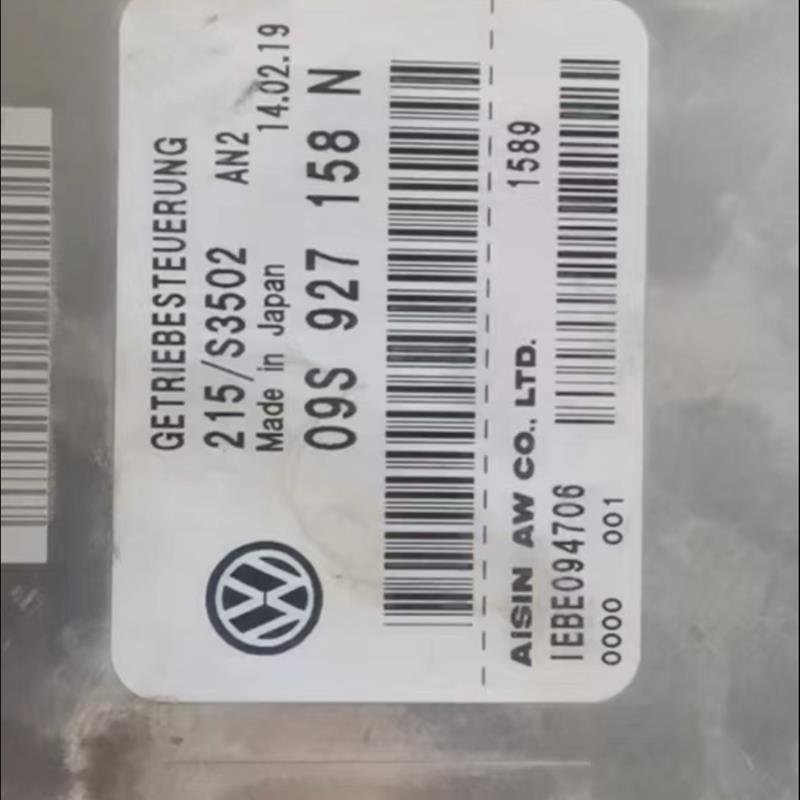 GETRIEBESTEUERUNG
215/S3502 AN2
Made in Japan 14.02.19
09S 927 158 N
AISIN AW CO., LTD. 1589
IEBE094706
0000 001